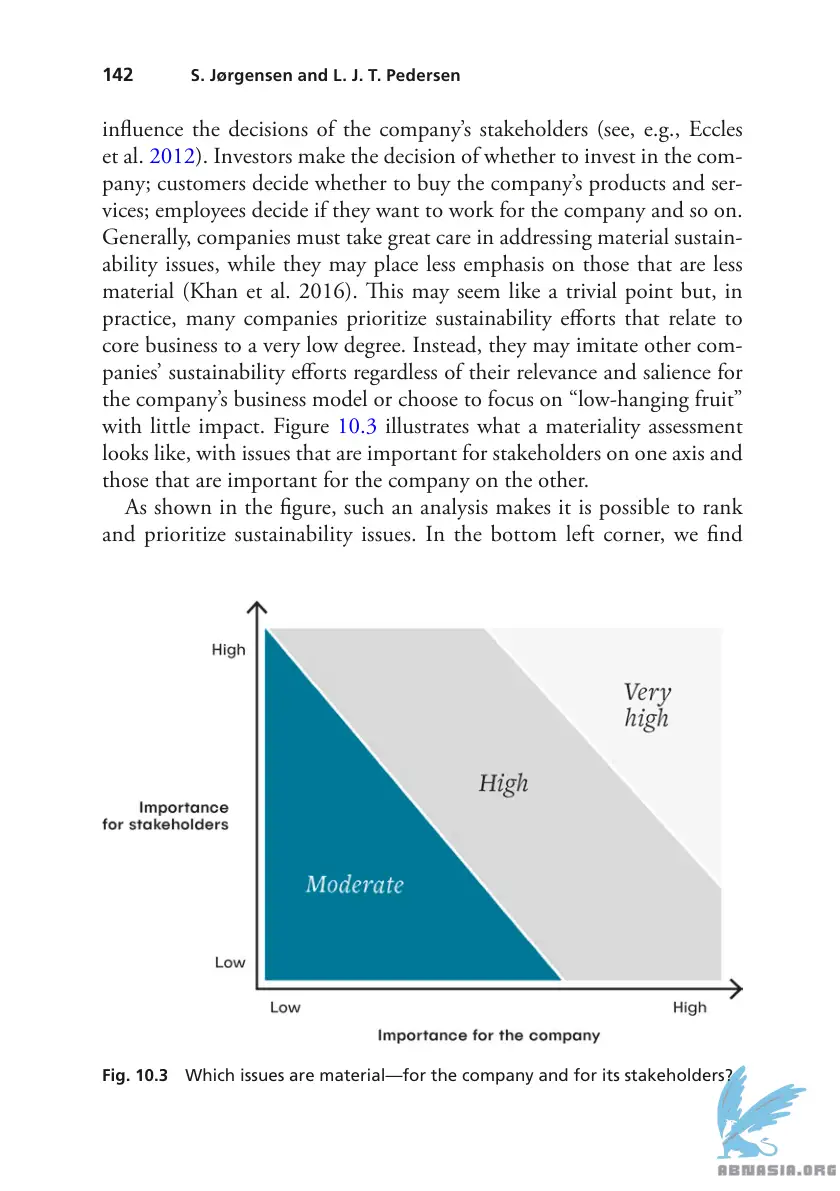 142 S. Jørgensen and L. J. T. Pedersen
influence the decisions of the company’s stakeholders (see, e.g., Eccles
et al. 2012). Investors make the decision of whether to invest in the com-
pany; customers decide whether to buy the company’s products and ser-
vices; employees decide if they want to work for the company and so on.
Generally, companies must take great care in addressing material sustain-
ability issues, while they may place less emphasis on those that are less
material (Khan et al. 2016). This may seem like a trivial point but, in
practice, many companies prioritize sustainability efforts that relate to
core business to a very low degree. Instead, they may imitate other com-
panies’ sustainability efforts regardless of their relevance and salience for
the company’s business model or choose to focus on “low-hanging fruit”
with little impact. Figure 10.3 illustrates what a materiality assessment
looks like, with issues that are important for stakeholders on one axis and
those that are important for the company on the other.
As shown in the figure, such an analysis makes it is possible to rank
and prioritize sustainability issues. In the bottom left corner, we find
High
Very
high
High
Importance
for stakeholders
Moderate
Low
Low
High
Importance for the company
Fig. 10.3 Which issues are material—for the company and for its stakeholders?
ABNASIA.ORG